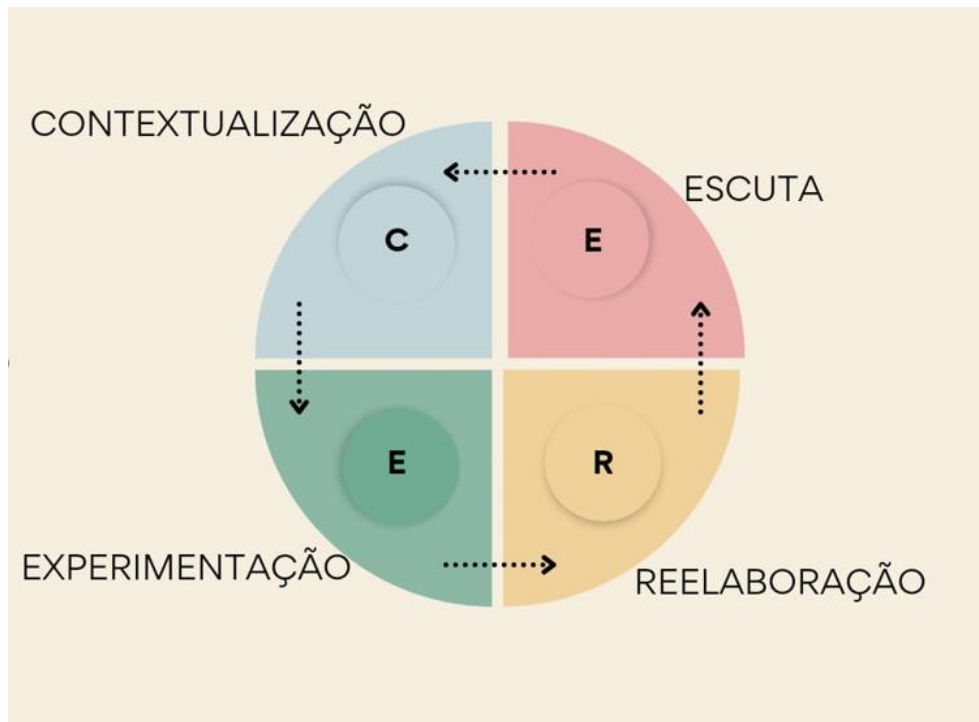 CONTEXTUALIZAÇÃO
ESCUTA
C
E
E
R
EXPERIMENTAÇÃO
REELABORAÇÃO